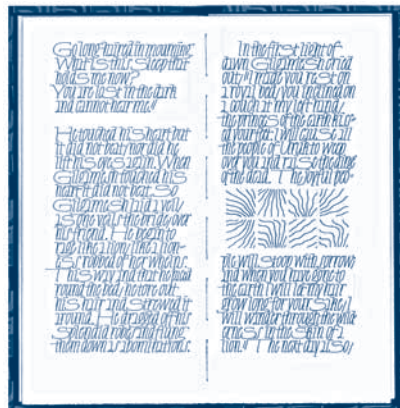 What is this sleep that
holds me now?
You are lost in the dark
and cannot hear me."
He touched his heart but
it did not beat, nor did he
lift his eyes again. When
Gilgamesh touched his
heart it did not beat. So
Gilgamesh laid a veil,
as one veils the bride over
his friend. He began to
rage like a lion, like a lion-
ess robbed of her whelps.
This way and that he paced
round the bed, he tore out
his hair and strewed it
around. He dragged off his
splendid robes and flung
them down as abominations.
In the first light of
dawn Gilgamesh cried
out, "I made you rest on
a royal bed, you reclined on
a couch at my left hand,
the princes of the earth kiss-
ed your feet. I will cause all
the people of Uruk to weep
over you and raise the dirge
of the dead. The joyful peo-
ple will stoop with sorrow;
and when you have gone to
the earth I will let my hair
grow long for your sake, I
will wander through the wild-
erness in the skin of a
lion." The next day also,